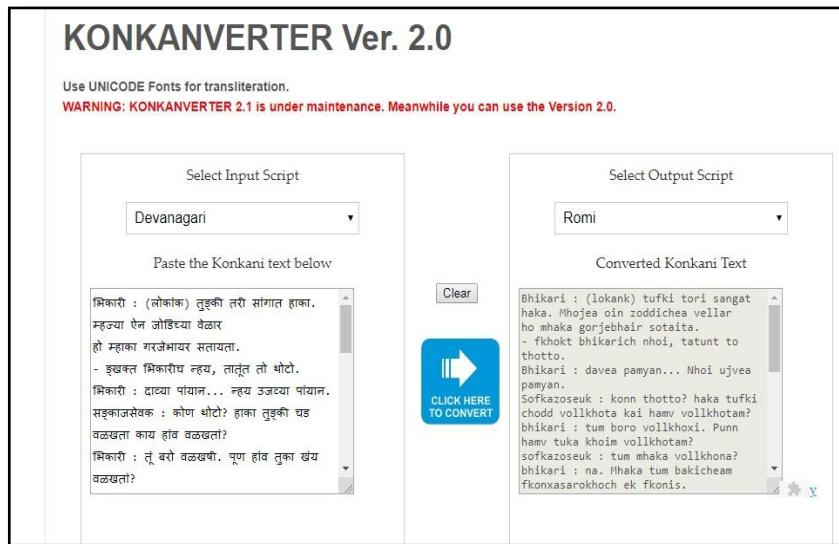 KONKANVERTER Ver. 2.0
Use UNICODE Fonts for transliteration.
WARNING: KONKANVERTER 2.1 is under maintenance. Meanwhile you can use the Version 2.0.
Select Input Script
Devanagari
Paste the Konkani text below
भिकारी : (लोकांक) तुङ्की तरी सांगात हाका.
म्हज्या ऐन जोडिच्या वेळार
हो म्हाका गरजेभायर सतायता.
- ङ्खक्त भिकारीच न्हय, तातूंत तो थोटो.
भिकारी : दाव्या पांयान... न्हय उजव्या पांयान.
सङ्काजसेवक : कोण थोटो? हाका तुङ्की चड
वळखता काय हांव वळखतां?
भिकारी : तूं बरो वळखषी. पूण हांव तुका खंय
वळखतां?
Clear
CLICK HERE
TO CONVERT
Select Output Script
Romi
Converted Konkani Text
Bhikari : (lokank) tufki tori sangat
haka. Mhojea oin zoddichea vellar
ho mhaka gorjebhair sotaita.
- fkhokt bhikarich nhoi, tatunt to
thotto.
Bhikari : davea pamyan... Nhoi ujvea
pamyan.
Sofkazoseuk : konn thotto? haka tufki
chodd vollkhota kai hamv vollkhotam?
bhikari : tum boro vollkhoxi. Punn
hamv tuka khoim vollkhotam?
sofkazoseuk : tum mhaka vollkhona?
bhikari : na. Mhaka tum bakicheam
fkonxasarokhoch ek fkonis.
y